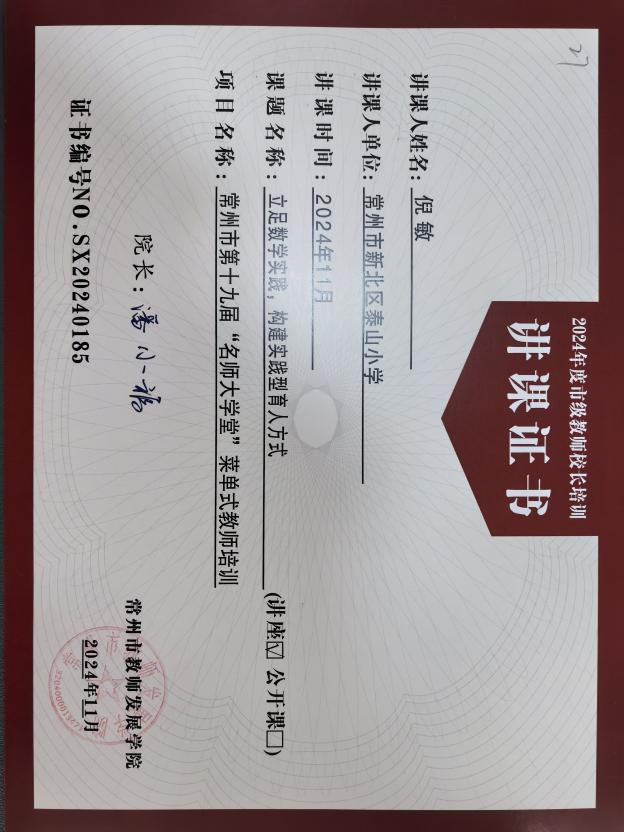 27
2024年度市级教师校长培训
讲课证书
讲课人姓名：倪敏
讲课人单位：常州市新北区泰山小学
讲课时间：2024年11月
课题名称：立足数学实践，构建实践型育人方式 (讲座☑ 公开课□)
项目名称：常州市第十九届“名师大学堂”菜单式教师培训
院长：潘小福
常州市教师发展学院
2024年11月
证书编号NO.SX20240185